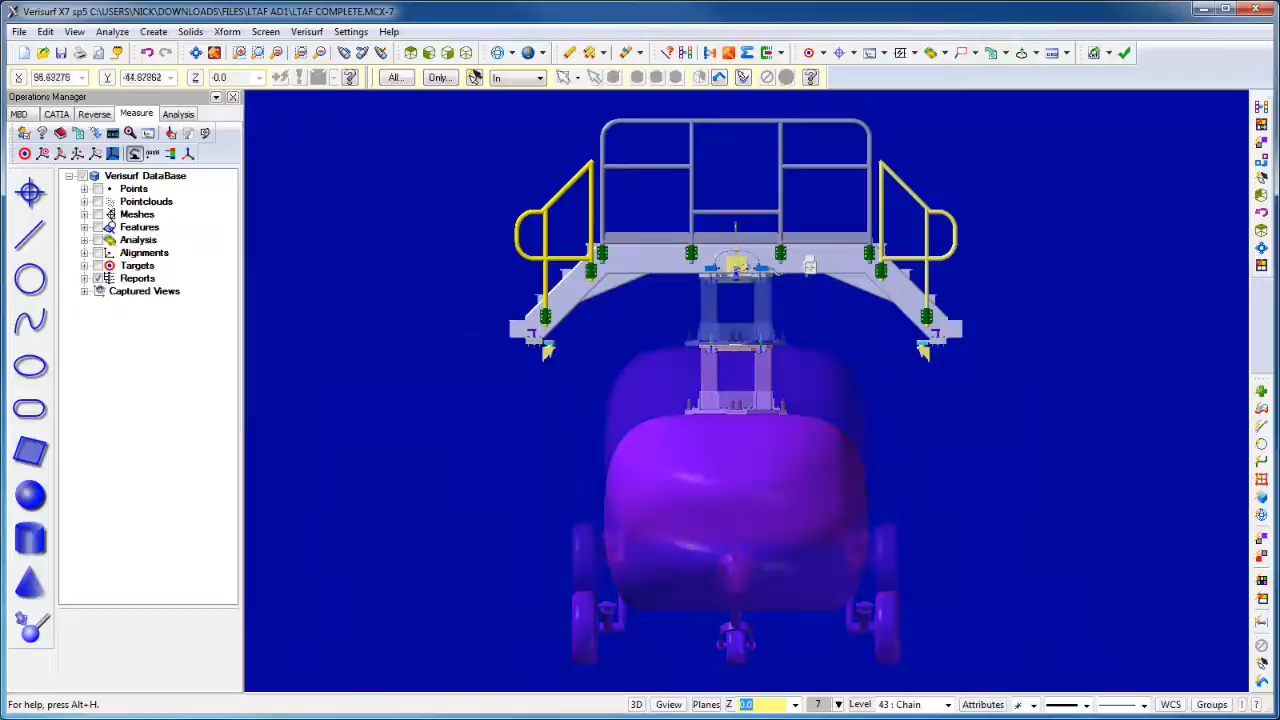 Verisurf X7 sp5 C:\USERS\NICK\DOWNLOADS\FILES\LTAF AD1\LTAF COMPLETE.MCX-7
File Edit View Analyze Create Solids Xform Screen Verisurf Settings Help
X 98.63278 Y -44.67862 Z 0.0 All... Only... In
Operations Manager
MBD CATIA Reverse Measure Analysis
Verisurf DataBase
Points
Pointclouds
Meshes
Features
Analysis
Alignments
Targets
Reports
Captured Views
For help, press Alt+H. 3D Gview Planes Z 0.0 7 Level 43 : Chain Attributes WCS Groups ! ?